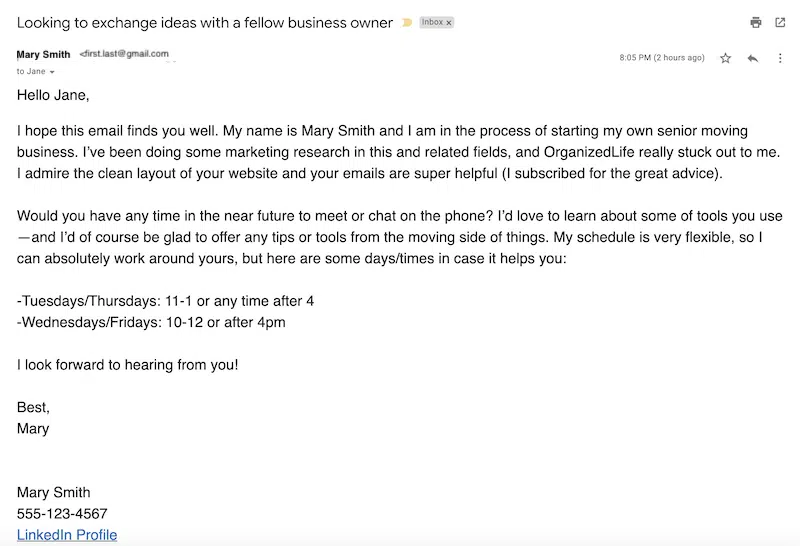 Looking to exchange ideas with a fellow business owner Inbox x
Mary Smith <first.last@gmail.com
8:05 PM (2 hours ago)
to Jane
Hello Jane,
I hope this email finds you well. My name is Mary Smith and I am in the process of starting my own senior moving
business. I’ve been doing some marketing research in this and related fields, and OrganizedLife really stuck out to me.
I admire the clean layout of your website and your emails are super helpful (I subscribed for the great advice).
Would you have any time in the near future to meet or chat on the phone? I’d love to learn about some of tools you use
—and I’d of course be glad to offer any tips or tools from the moving side of things. My schedule is very flexible, so I
can absolutely work around yours, but here are some days/times in case it helps you:
-Tuesdays/Thursdays: 11-1 or any time after 4
-Wednesdays/Fridays: 10-12 or after 4pm
I look forward to hearing from you!
Best,
Mary
Mary Smith
555-123-4567
LinkedIn Profile